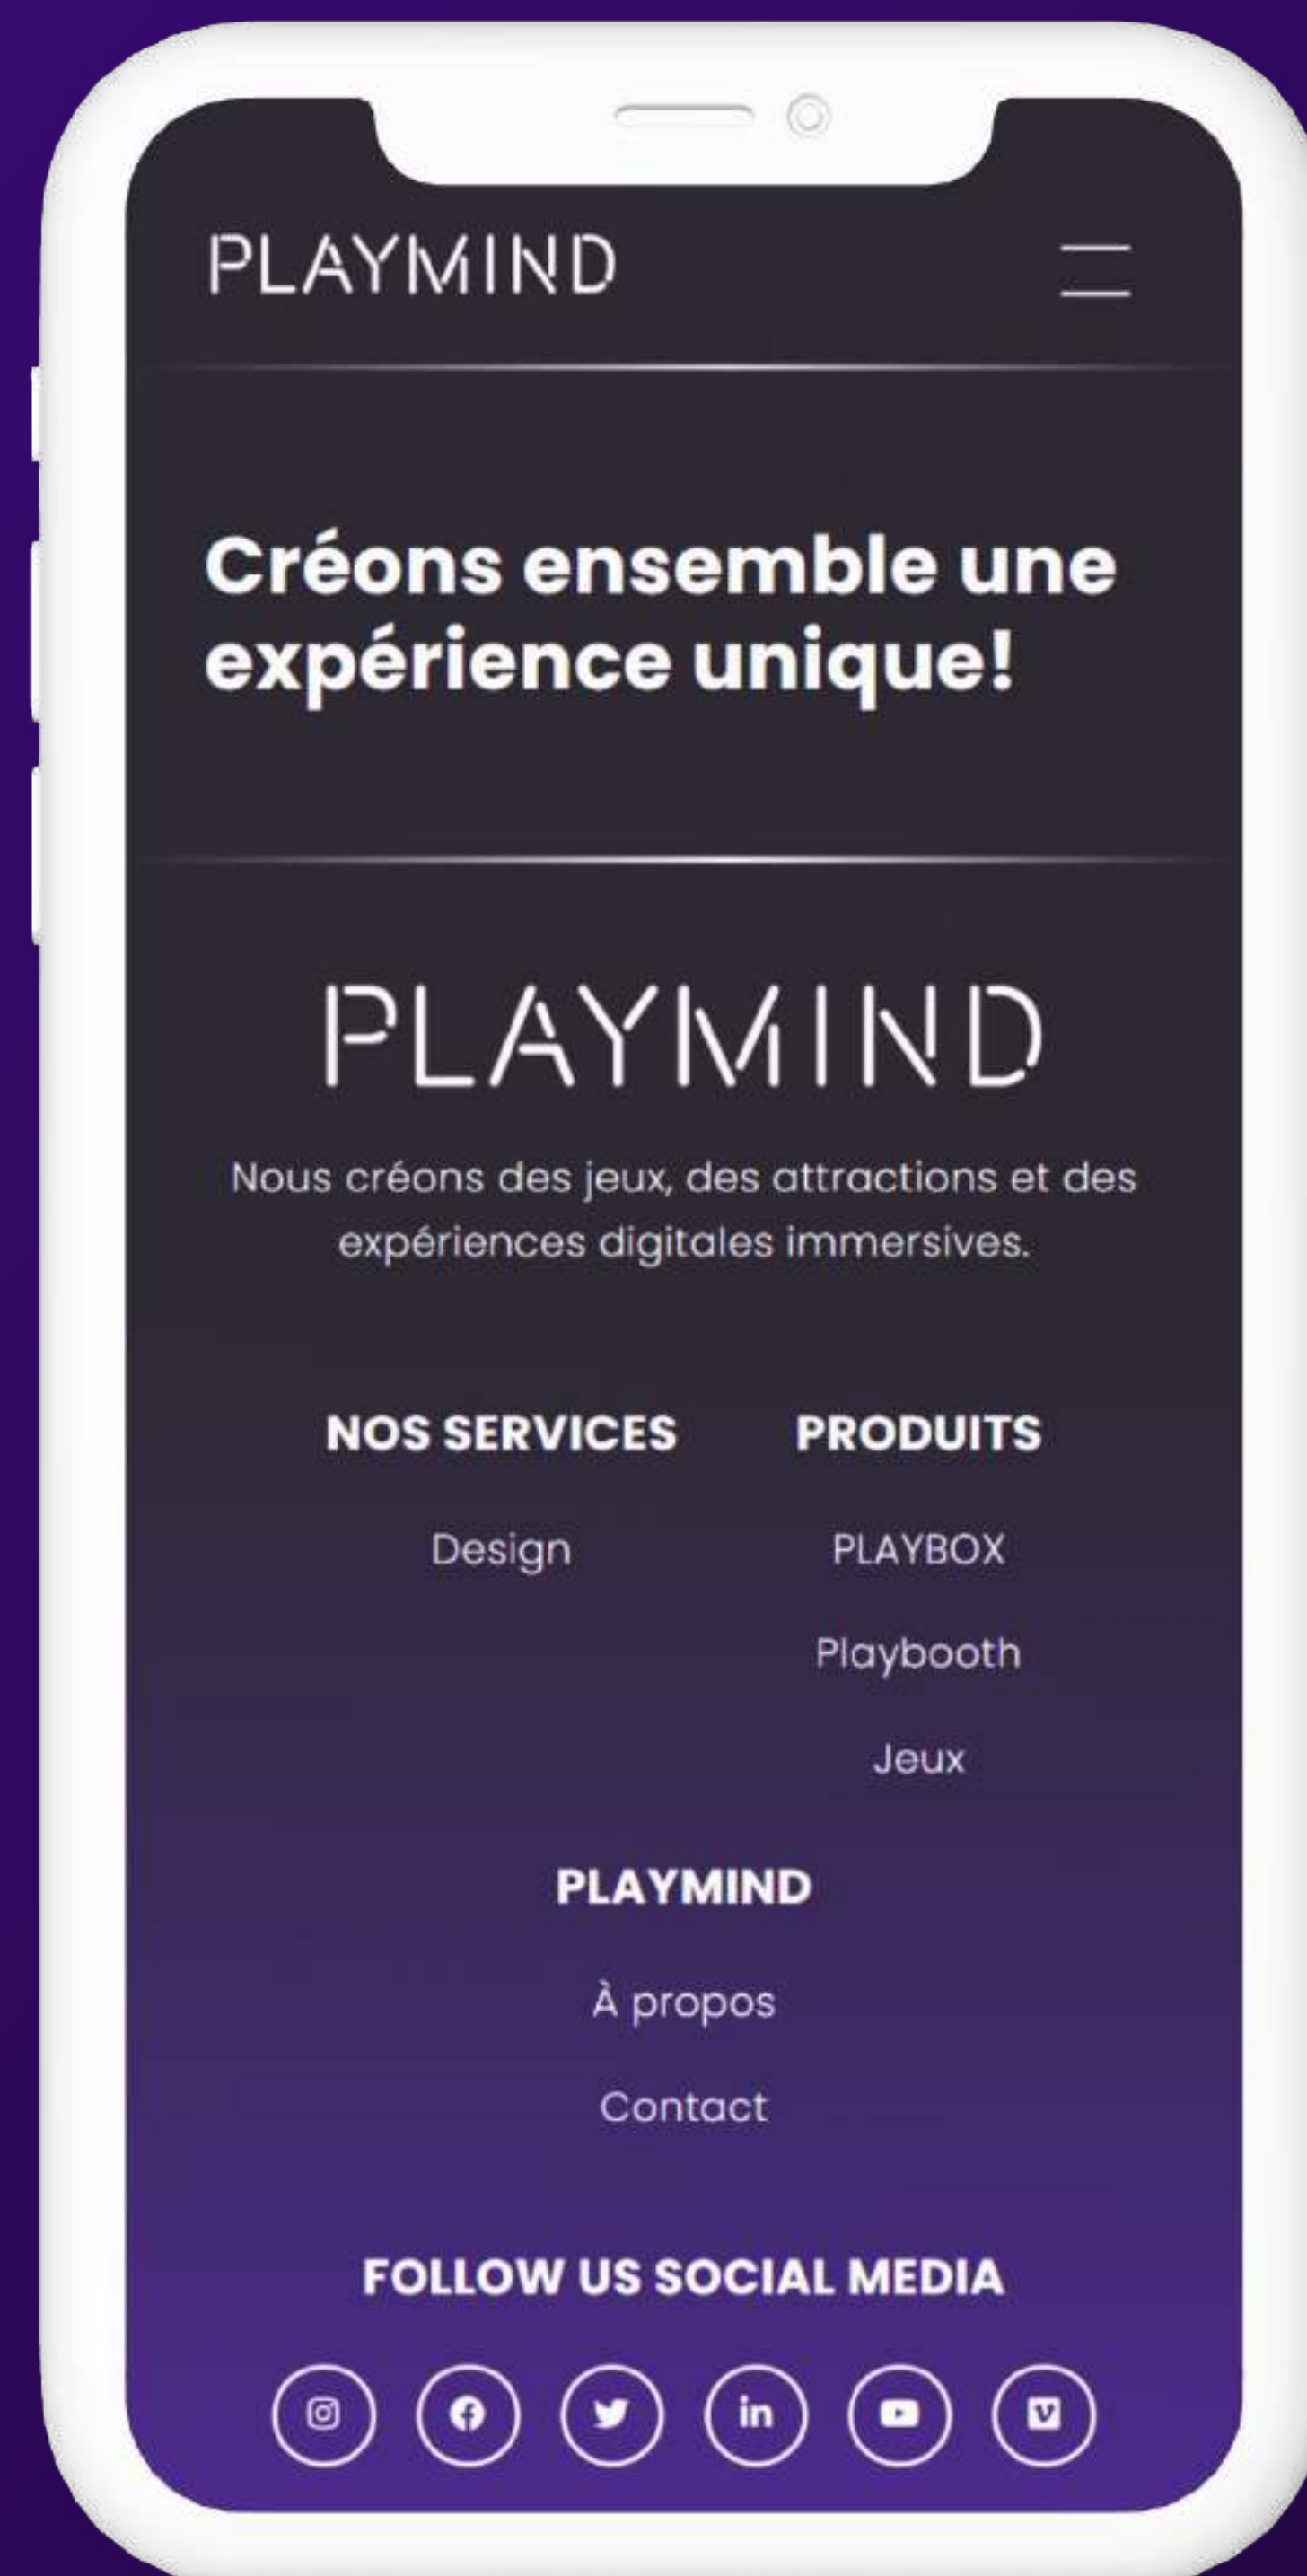 PLAYMIND
Créons ensemble une
expérience unique!
PLAYMIND
Nous créons des jeux, des attractions et des
expériences digitales immersives.
NOS SERVICES
Design
PRODUITS
PLAYBOX
Playbooth
Jeux
PLAYMIND
À propos
Contact
FOLLOW US SOCIAL MEDIA